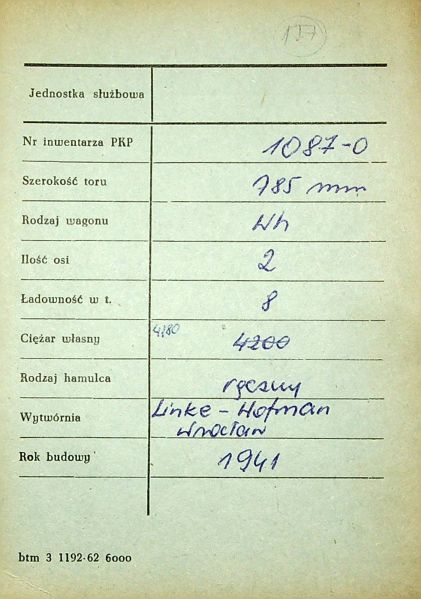 127
Jednostka służbowa
Nr inwentarza PKP 1087-0
Szerokość toru 785 mm
Rodzaj wagonu Wh
Ilość osi 2
Ładowność w t. 8
Ciężar własny 4180 4200
Rodzaj hamulca ręczny
Wytwórnia Linke - Hofman
Wrocław
Rok budowy 1941
btm 3 1192-62 6000